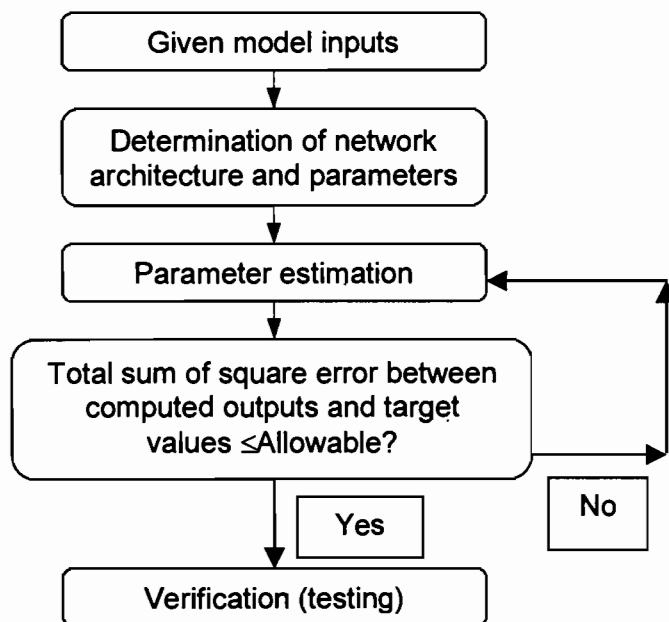 Given model inputs
Determination of network
architecture and parameters
Parameter estimation
Total sum of square error between
computed outputs and target
values ≤Allowable?
Yes
No
Verification (testing)